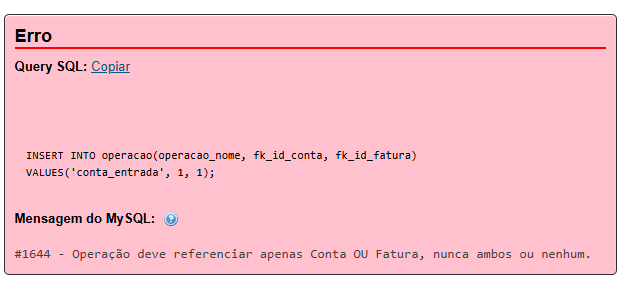 Erro
Query SQL: Copiar
INSERT INTO operacao(operacao_nome, fk_id_conta, fk_id_fatura)
VALUES('conta_entrada', 1, 1);
Mensagem do MySQL: ?
#1644 - Operação deve referenciar apenas Conta OU Fatura, nunca ambos ou nenhum.